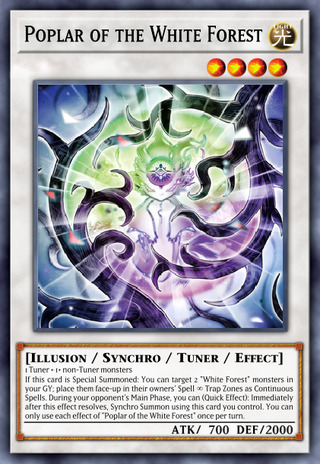 Poplar of the White Forest
LIGHT
光
[Illusion / Synchro / Tuner / Effect]
1 Tuner + 1+ non-Tuner monsters
If this card is Special Summoned: You can target 2 "White Forest" monsters in
your GY; place them face-up in their owners' Spell & Trap Zones as Continuous
Spells. During your opponent's Main Phase, you can (Quick Effect): Immediately
after this effect resolves, Synchro Summon using this card you control. You can
only use each effect of "Poplar of the White Forest" once per turn.
ATK/ 700 DEF/2000